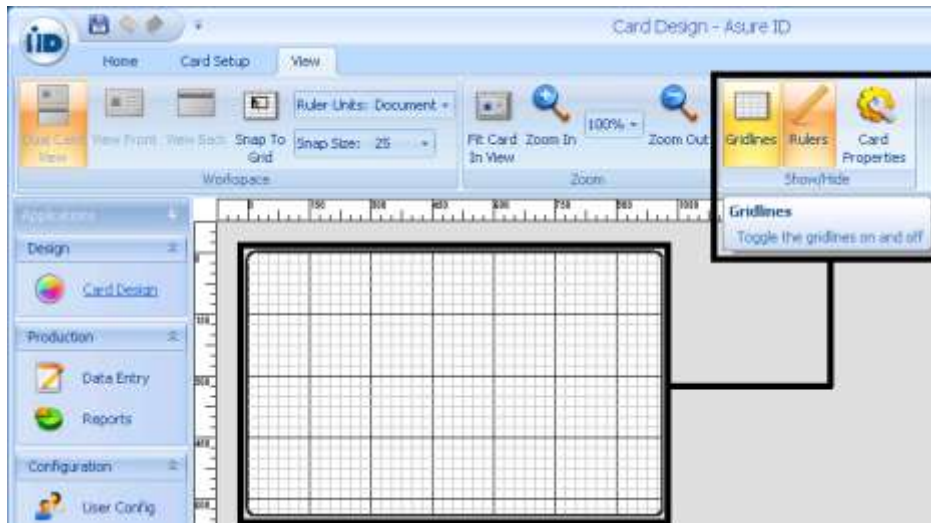 Card Design - Asure ID
iID
Home Card Setup View
Dual Card View
View Front
View Back
Snap To Grid
Ruler Units: Document
Snap Size: 25
Fit Card In View
Zoom In
100%
Zoom Out
Gridlines
Rulers
Card Properties
Workspace
Zoom
Show/Hide
Gridlines
Toggle the gridlines on and off
Applications
Design
Card Design
Production
Data Entry
Reports
Configuration
User Config